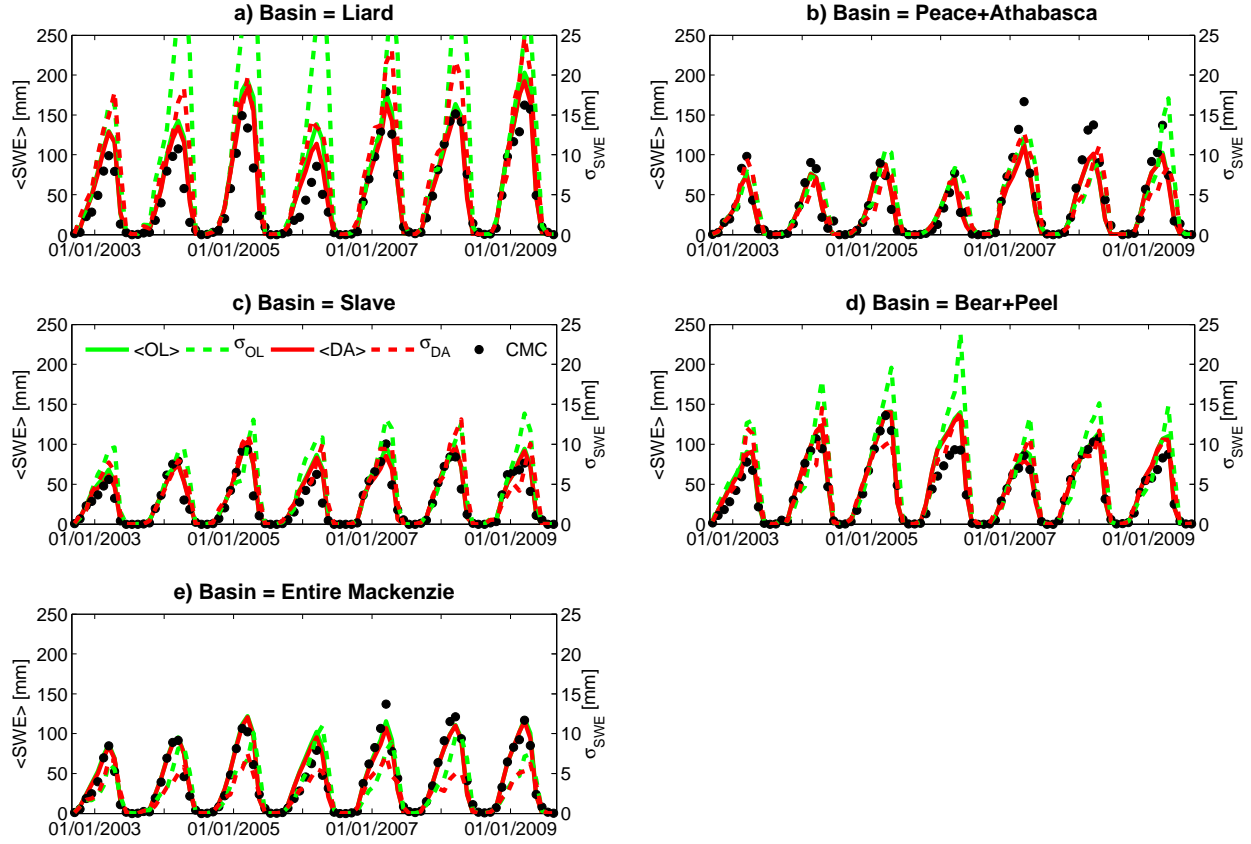 a) Basin = Liard
250
200
150
100
50
0
<SWE> [mm]
25
20
15
10
5
0
σSWE [mm]
01/01/2003 01/01/2005 01/01/2007 01/01/2009
b) Basin = Peace+Athabasca
250
200
150
100
50
0
<SWE> [mm]
25
20
15
10
5
0
σSWE [mm]
01/01/2003 01/01/2005 01/01/2007 01/01/2009
c) Basin = Slave
250
200
150
100
50
0
<SWE> [mm]
<OL> σOL <DA> σDA CMC
25
20
15
10
5
0
σSWE [mm]
01/01/2003 01/01/2005 01/01/2007 01/01/2009
d) Basin = Bear+Peel
250
200
150
100
50
0
<SWE> [mm]
25
20
15
10
5
0
σSWE [mm]
01/01/2003 01/01/2005 01/01/2007 01/01/2009
e) Basin = Entire Mackenzie
250
200
150
100
50
0
<SWE> [mm]
25
20
15
10
5
0
σSWE [mm]
01/01/2003 01/01/2005 01/01/2007 01/01/2009